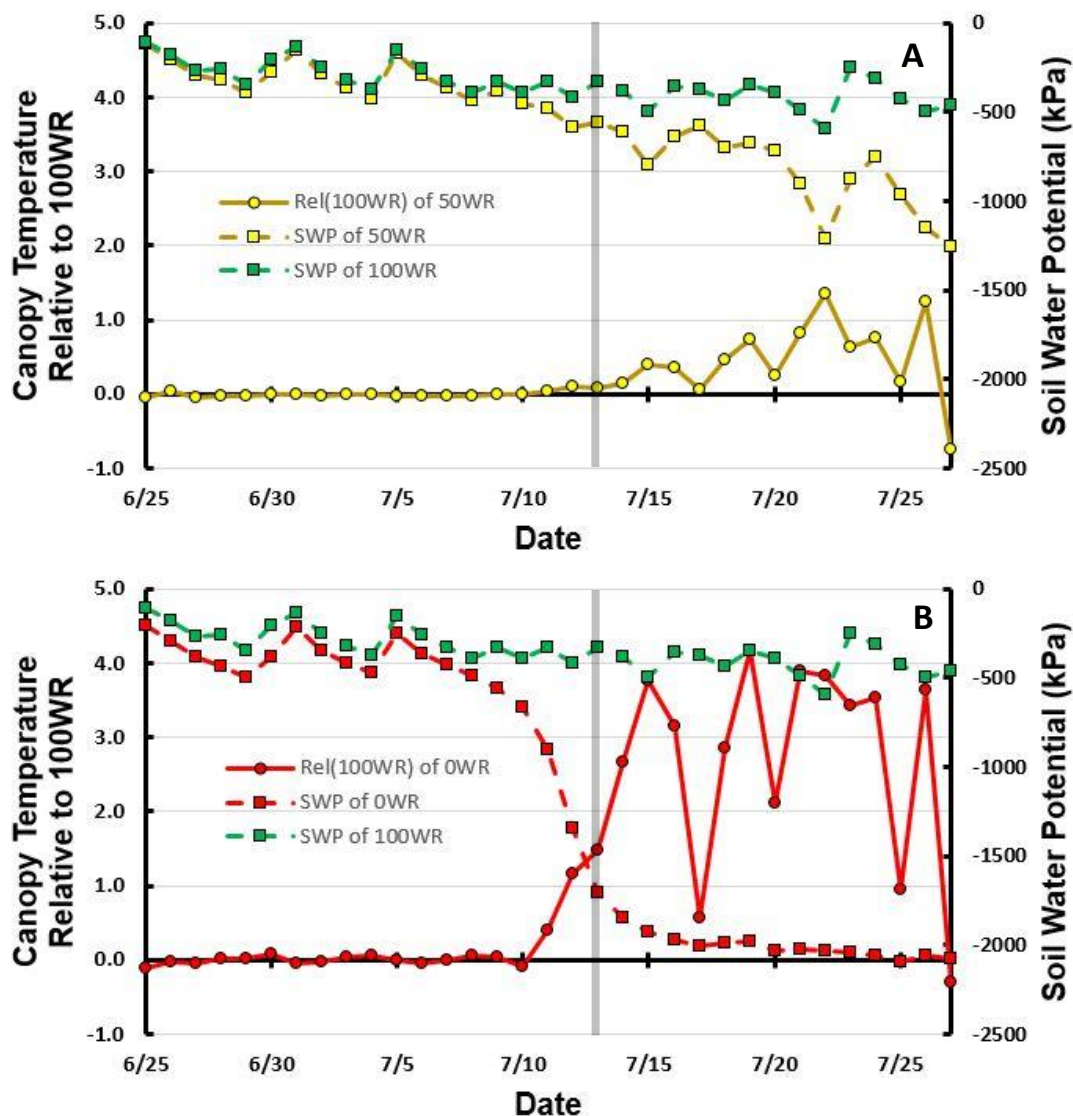 A
5.0
4.0
3.0
2.0
1.0
0.0
-1.0
Canopy Temperature
Relative to 100WR
Rel(100WR) of 50WR
SWP of 50WR
SWP of 100WR
0
-500
-1000
-1500
-2000
-2500
Soil Water Potential (kPa)
6/25 6/30 7/5 7/10 7/15 7/20 7/25
Date
B
5.0
4.0
3.0
2.0
1.0
0.0
-1.0
Canopy Temperature
Relative to 100WR
Rel(100WR) of 0WR
SWP of 0WR
SWP of 100WR
0
-500
-1000
-1500
-2000
-2500
Soil Water Potential (kPa)
6/25 6/30 7/5 7/10 7/15 7/20 7/25
Date